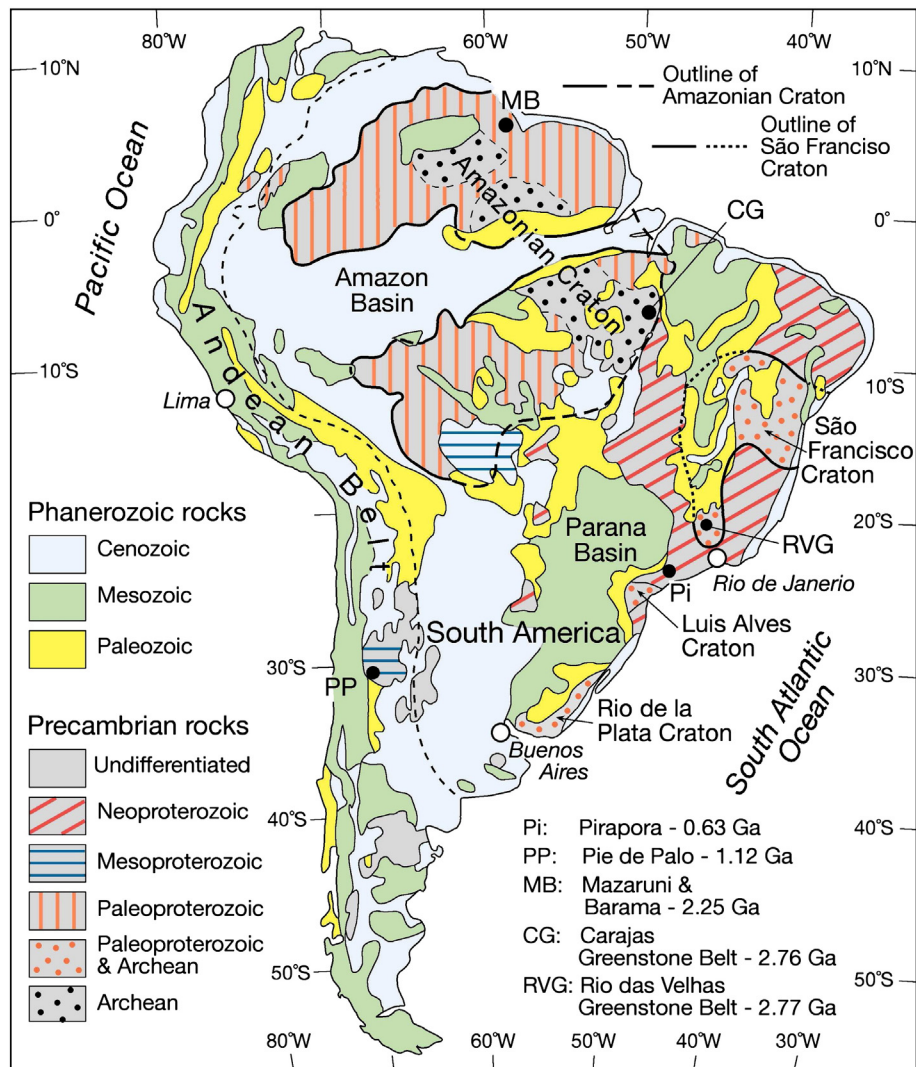 80°W
60°W
50°W
40°W
10°N
10°N
MB
Outline of
Amazonian Craton
Outline of
São Franciso
Craton
Pacific Ocean
Amazonian Craton
CG
0°
0°
Amazon
Basin
Andean Belt
10°S
10°S
Lima
São
Francisco
Craton
Phanerozoic rocks
Cenozoic
Mesozoic
Paleozoic
Parana
Basin
20°S
RVG
Rio de Janerio
Pi
South America
Luis Alves
Craton
South Atlantic
Ocean
30°S
30°S
PP
Rio de la
Plata Craton
Buenos
Aires
Precambrian rocks
Undifferentiated
Neoproterozoic
Mesoproterozoic
Paleoproterozoic
Paleoproterozoic
& Archean
Archean
40°S
40°S
Pi: Pirapora - 0.63 Ga
PP: Pie de Palo - 1.12 Ga
MB: Mazaruni &
Barama - 2.25 Ga
CG: Carajas
Greenstone Belt - 2.76 Ga
RVG: Rio das Velhas
Greenstone Belt - 2.77 Ga
50°S
50°S
80°W
60°W
50°W
40°W
30°W